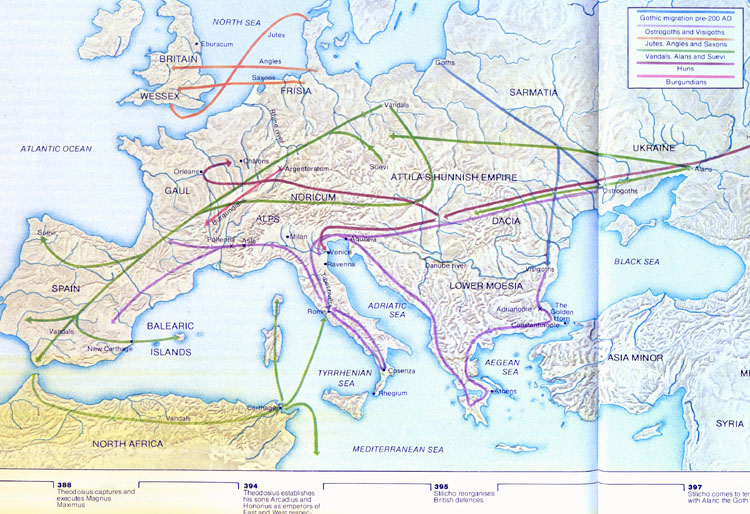 NORTH SEA
Gothic migration pre-200 AD
Ostrogoths and Visigoths
Jutes, Angles and Saxons
Vandals, Alans and Suevi
Huns
Burgundians
Jutes
Eburacum
BRITAIN
Angles
Goths
Saxons
WESSEX
FRISIA
SARMATIA
Vandals
Rhine river
ATLANTIC OCEAN
UKRAINE
Châlons
Orleans
Argentoratum
Suevi
Alans
ATTILA'S HUNNISH EMPIRE
GAUL
NORICUM
Ostrogoths
Burgundians
ALPS
DACIA
Suevi
Pollentia
Asti
Milan
Aquileia
Venice
Ravenna
Danube river
Visigoths
BLACK SEA
SPAIN
LOWER MOESIA
ADRIATIC
SEA
Rome
Adrianople
The
Golden
Horn
Constantinople
Vandals
BALEARIC
ISLANDS
New Carthage
ASIA MINOR
AEGEAN
SEA
TYRRHENIAN
SEA
Cosenza
Rhegium
Athens
Carthage
Vandals
SYRIA
NORTH AFRICA
MEDITERRANEAN SEA
388
Theodosius captures and
executes Magnus
Maximus
394
Theodosius establishes
his sons Arcadius and
Honorius as emperors of
East and West respec-
395
Stilicho reorganises
British defences
397
Stilicho comes to
with Alaric the Goth